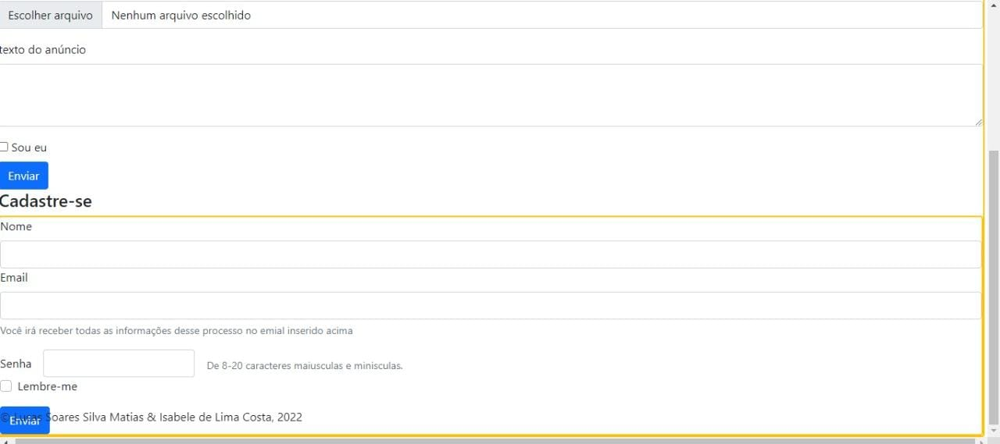 Escolher arquivo Nenhum arquivo escolhido
texto do anúncio
Sou eu
Enviar
Cadastre-se
Nome
Email
Você irá receber todas as informações desse processo no emial inserido acima
Senha De 8-20 caracteres maiusculas e minisculas.
Lembre-me
© Lucas Soares Silva Matias & Isabele de Lima Costa, 2022
Enviar